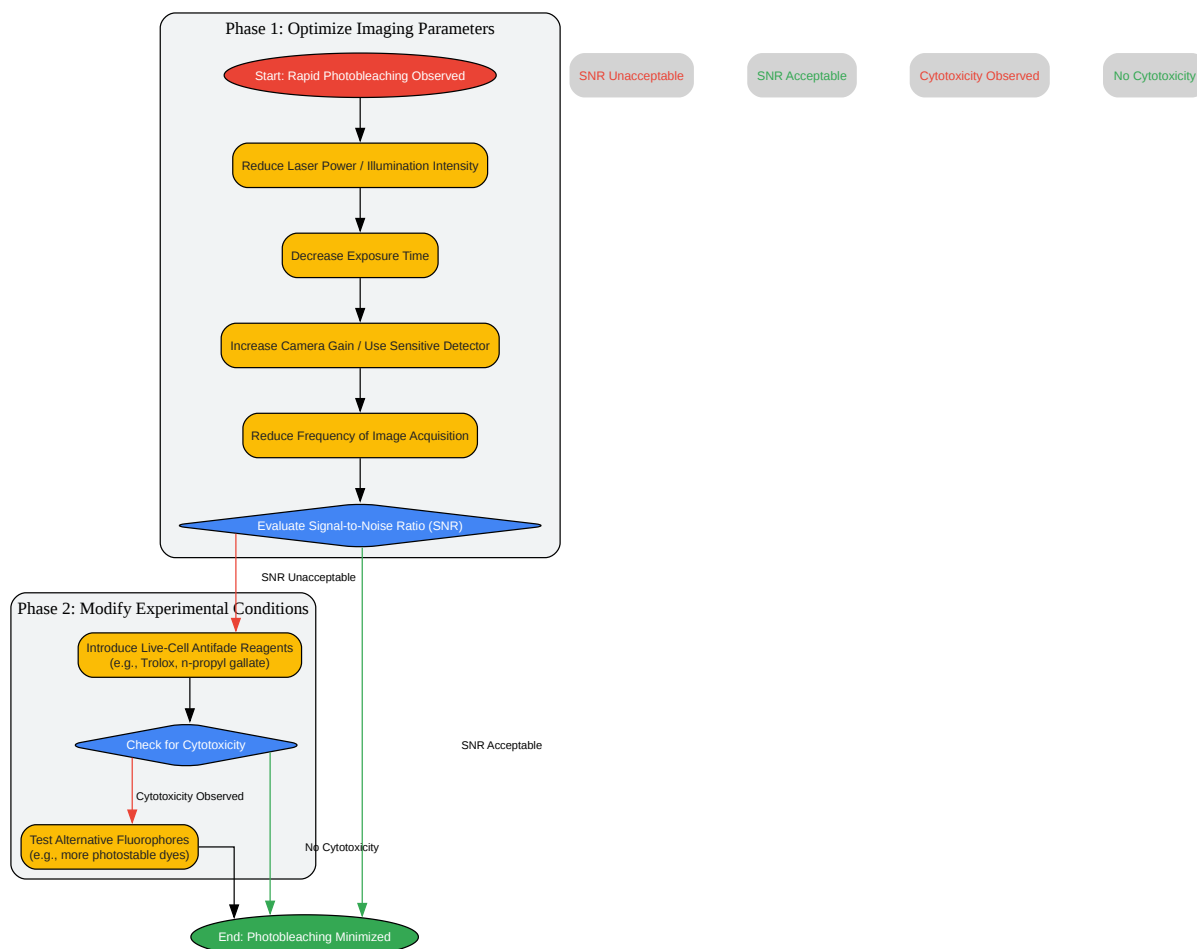 Phase 1: Optimize Imaging Parameters
Start: Rapid Photobleaching Observed
SNR Unacceptable
SNR Acceptable
Cytotoxicity Observed
No Cytotoxicity
Reduce Laser Power / Illumination Intensity
Decrease Exposure Time
Increase Camera Gain / Use Sensitive Detector
Reduce Frequency of Image Acquisition
Evaluate Signal-to-Noise Ratio (SNR)
SNR Unacceptable
Phase 2: Modify Experimental Conditions
Introduce Live-Cell Antifade Reagents
(e.g., Trolox, n-propyl gallate)
Check for Cytotoxicity
SNR Acceptable
Cytotoxicity Observed
Test Alternative Fluorophores
(e.g., more photostable dyes)
No Cytotoxicity
End: Photobleaching Minimized